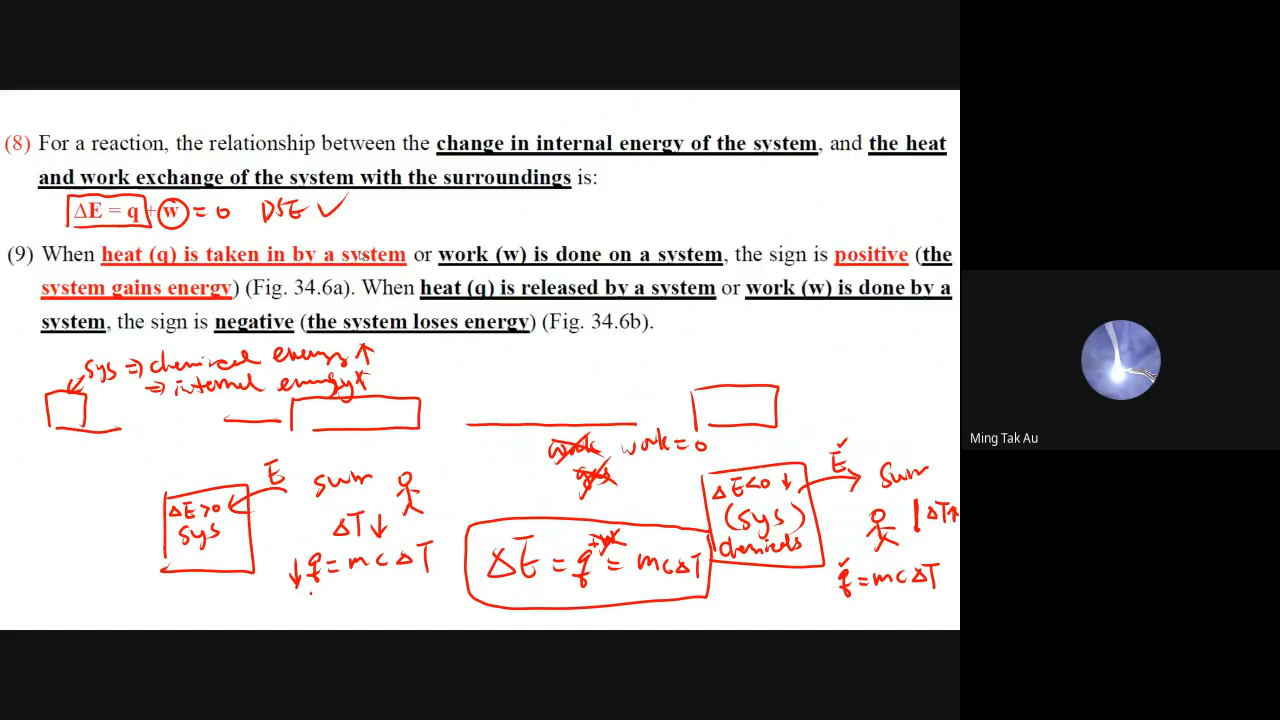 (8) For a reaction, the relationship between the change in internal energy of the system, and the heat
and work exchange of the system with the surroundings is:
ΔE = q + w = 0 DSE ✓
(9) When heat (q) is taken in by a system or work (w) is done on a system, the sign is positive (the
system gains energy) (Fig. 34.6a). When heat (q) is released by a system or work (w) is done by a
system, the sign is negative (the system loses energy) (Fig. 34.6b).
sys => chemical energy ↑
=> internal energy ↑
work = 0
E surr
ΔE>0
sys
ΔT ↓
↓ q = mcΔT
ΔE = q +w = mcΔT
ΔE<0 ↓
(sys)
chemicals
E surr
ΔT↑
q = mcΔT
Ming Tak Au